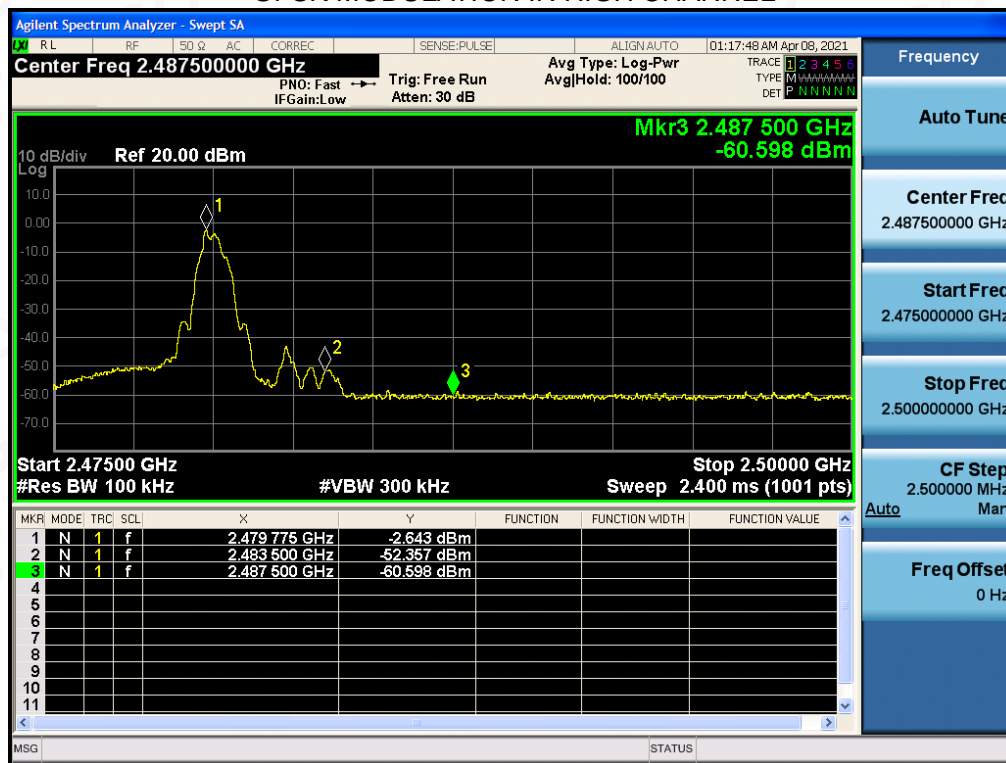 GFSK MODULATION IN HIGH CHANNEL
Agilent Spectrum Analyzer - Swept SA
LXI RL RF 50 Ω AC CORREC SENSE:PULSE ALIGN AUTO 01:17:48 AM Apr 08, 2021
Center Freq 2.487500000 GHz
PNO: Fast
IFGain:Low
Trig: Free Run
Atten: 30 dB
Avg Type: Log-Pwr
Avg|Hold: 100/100
TRACE 1 2 3 4 5 6
TYPE M WWWWW
DET P N N N N N
Mkr3 2.487 500 GHz
-60.598 dBm
10 dB/div Ref 20.00 dBm
Log
10.0
0.00
-10.0
-20.0
-30.0
-40.0
-50.0
-60.0
-70.0
1
2
3
Start 2.47500 GHz Stop 2.50000 GHz
#Res BW 100 kHz #VBW 300 kHz Sweep 2.400 ms (1001 pts)
MKR MODE TRC SCL X Y FUNCTION FUNCTION WIDTH FUNCTION VALUE
1 N 1 f 2.479 775 GHz -2.643 dBm
2 N 1 f 2.483 500 GHz -52.357 dBm
3 N 1 f 2.487 500 GHz -60.598 dBm
4
5
6
7
8
9
10
11
MSG STATUS
Frequency
Auto Tune
Center Freq
2.487500000 GHz
Start Freq
2.475000000 GHz
Stop Freq
2.500000000 GHz
CF Step
2.500000 MHz
Auto Man
Freq Offset
0 Hz